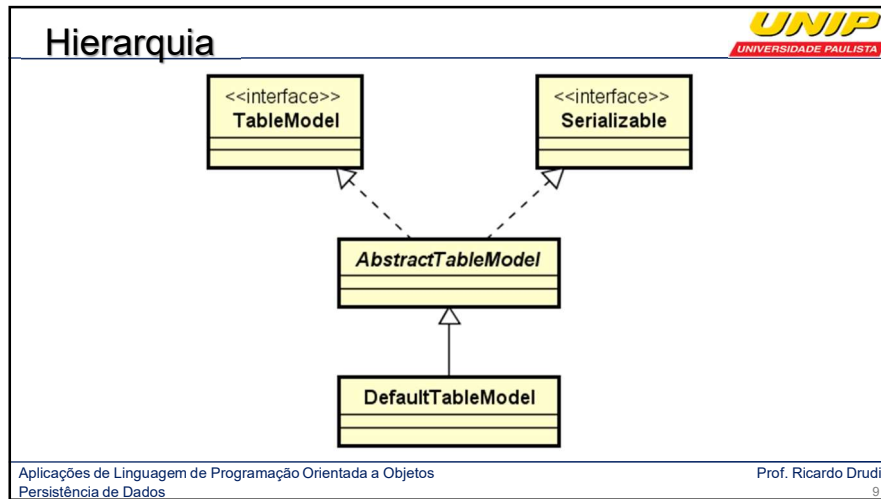 Hierarquia
UNIP
UNIVERSIDADE PAULISTA
<<interface>>
TableModel
<<interface>>
Serializable
AbstractTableModel
DefaultTableModel
Aplicações de Linguagem de Programação Orientada a Objetos
Persistência de Dados
Prof. Ricardo Drudi
9